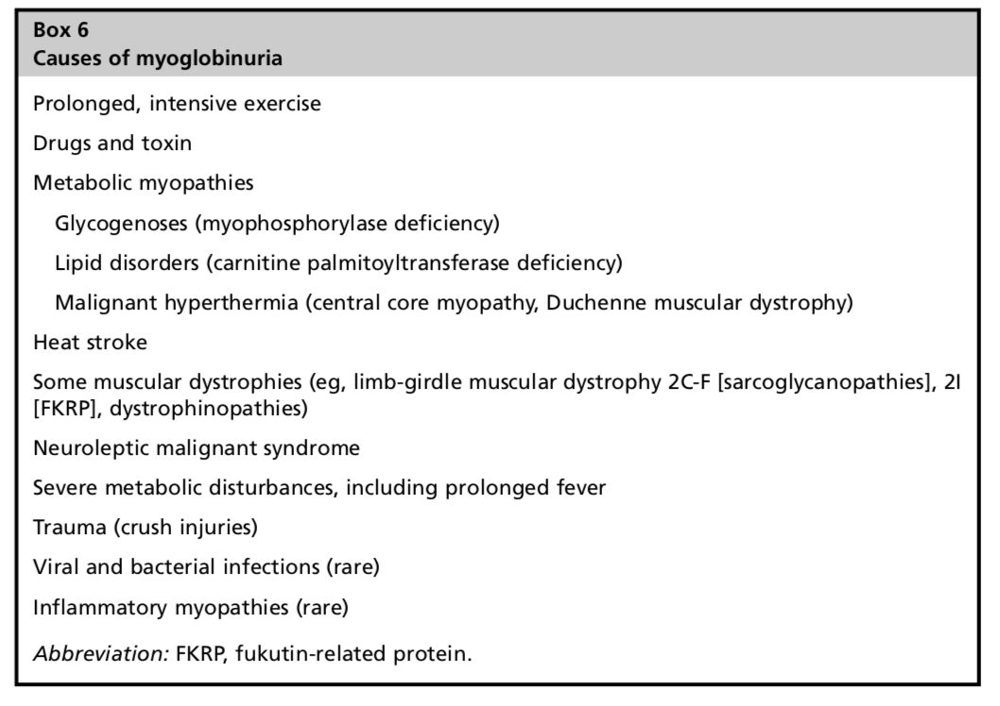 Box 6
Causes of myoglobinuria
Prolonged, intensive exercise
Drugs and toxin
Metabolic myopathies
Glycogenoses (myophosphorylase deficiency)
Lipid disorders (carnitine palmitoyltransferase deficiency)
Malignant hyperthermia (central core myopathy, Duchenne muscular dystrophy)
Heat stroke
Some muscular dystrophies (eg, limb-girdle muscular dystrophy 2C-F [sarcoglycanopathies], 2I
[FKRP], dystrophinopathies)
Neuroleptic malignant syndrome
Severe metabolic disturbances, including prolonged fever
Trauma (crush injuries)
Viral and bacterial infections (rare)
Inflammatory myopathies (rare)
Abbreviation: FKRP, fukutin-related protein.